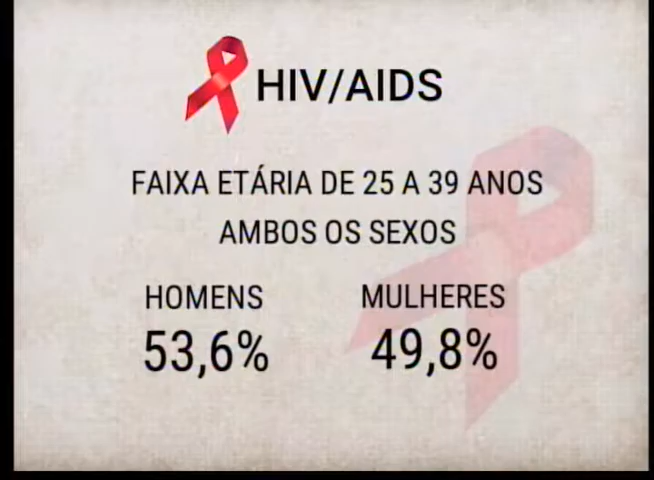 HIV/AIDS
FAIXA ETÁRIA DE 25 A 39 ANOS
AMBOS OS SEXOS
HOMENS MULHERES
53,6% 49,8%